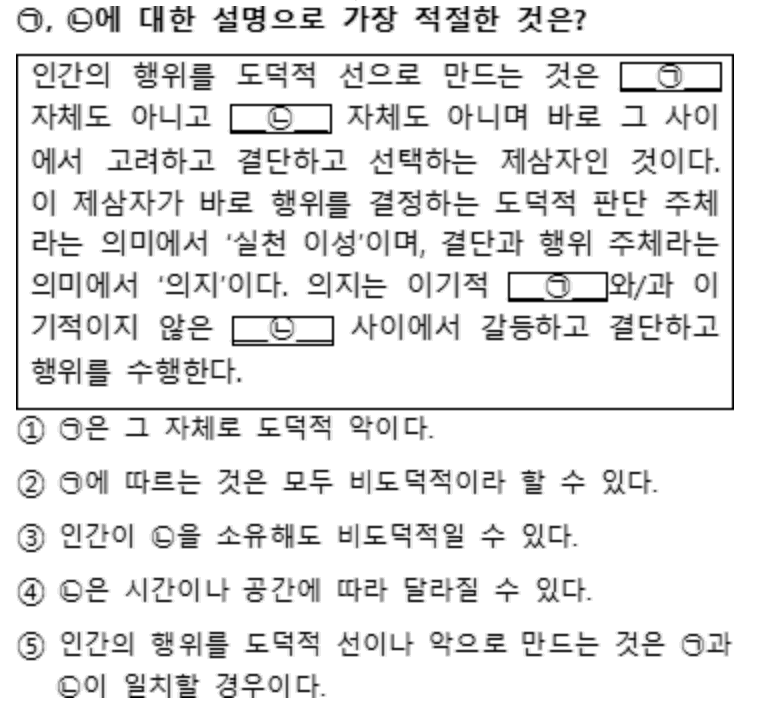 ㉠, ㉡에 대한 설명으로 가장 적절한 것은?
인간의 행위를 도덕적 선으로 만드는 것은 ㉠
자체도 아니고 ㉡ 자체도 아니며 바로 그 사이
에서 고려하고 결단하고 선택하는 제삼자인 것이다.
이 제삼자가 바로 행위를 결정하는 도덕적 판단 주체
라는 의미에서 ‘실천 이성’이며, 결단과 행위 주체라는
의미에서 ‘의지’이다. 의지는 이기적 ㉠와/과 이
기적이지 않은 ㉡ 사이에서 갈등하고 결단하고
행위를 수행한다.
① ㉠은 그 자체로 도덕적 악이다.
② ㉠에 따르는 것은 모두 비도덕적이라 할 수 있다.
③ 인간이 ㉡을 소유해도 비도덕적일 수 있다.
④ ㉡은 시간이나 공간에 따라 달라질 수 있다.
⑤ 인간의 행위를 도덕적 선이나 악으로 만드는 것은 ㉠과
㉡이 일치할 경우이다.